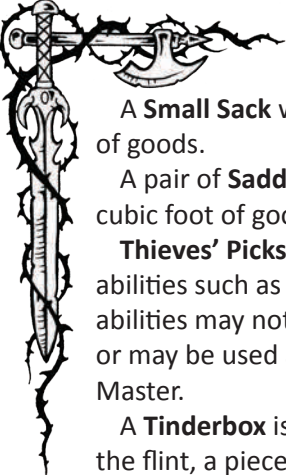 A Small Sack w
of goods.
A pair of Sadd
cubic foot of goo
Thieves’ Picks
abilities such as
abilities may not
or may be used
Master.
A Tinderbox is
the flint, a piece